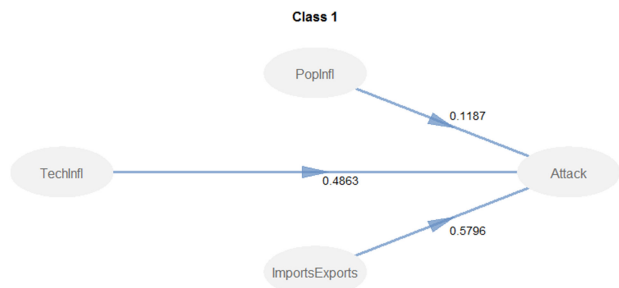 Class 1
PopInfl
0.1187
TechInfl
0.4863
Attack
0.5796
ImportsExports